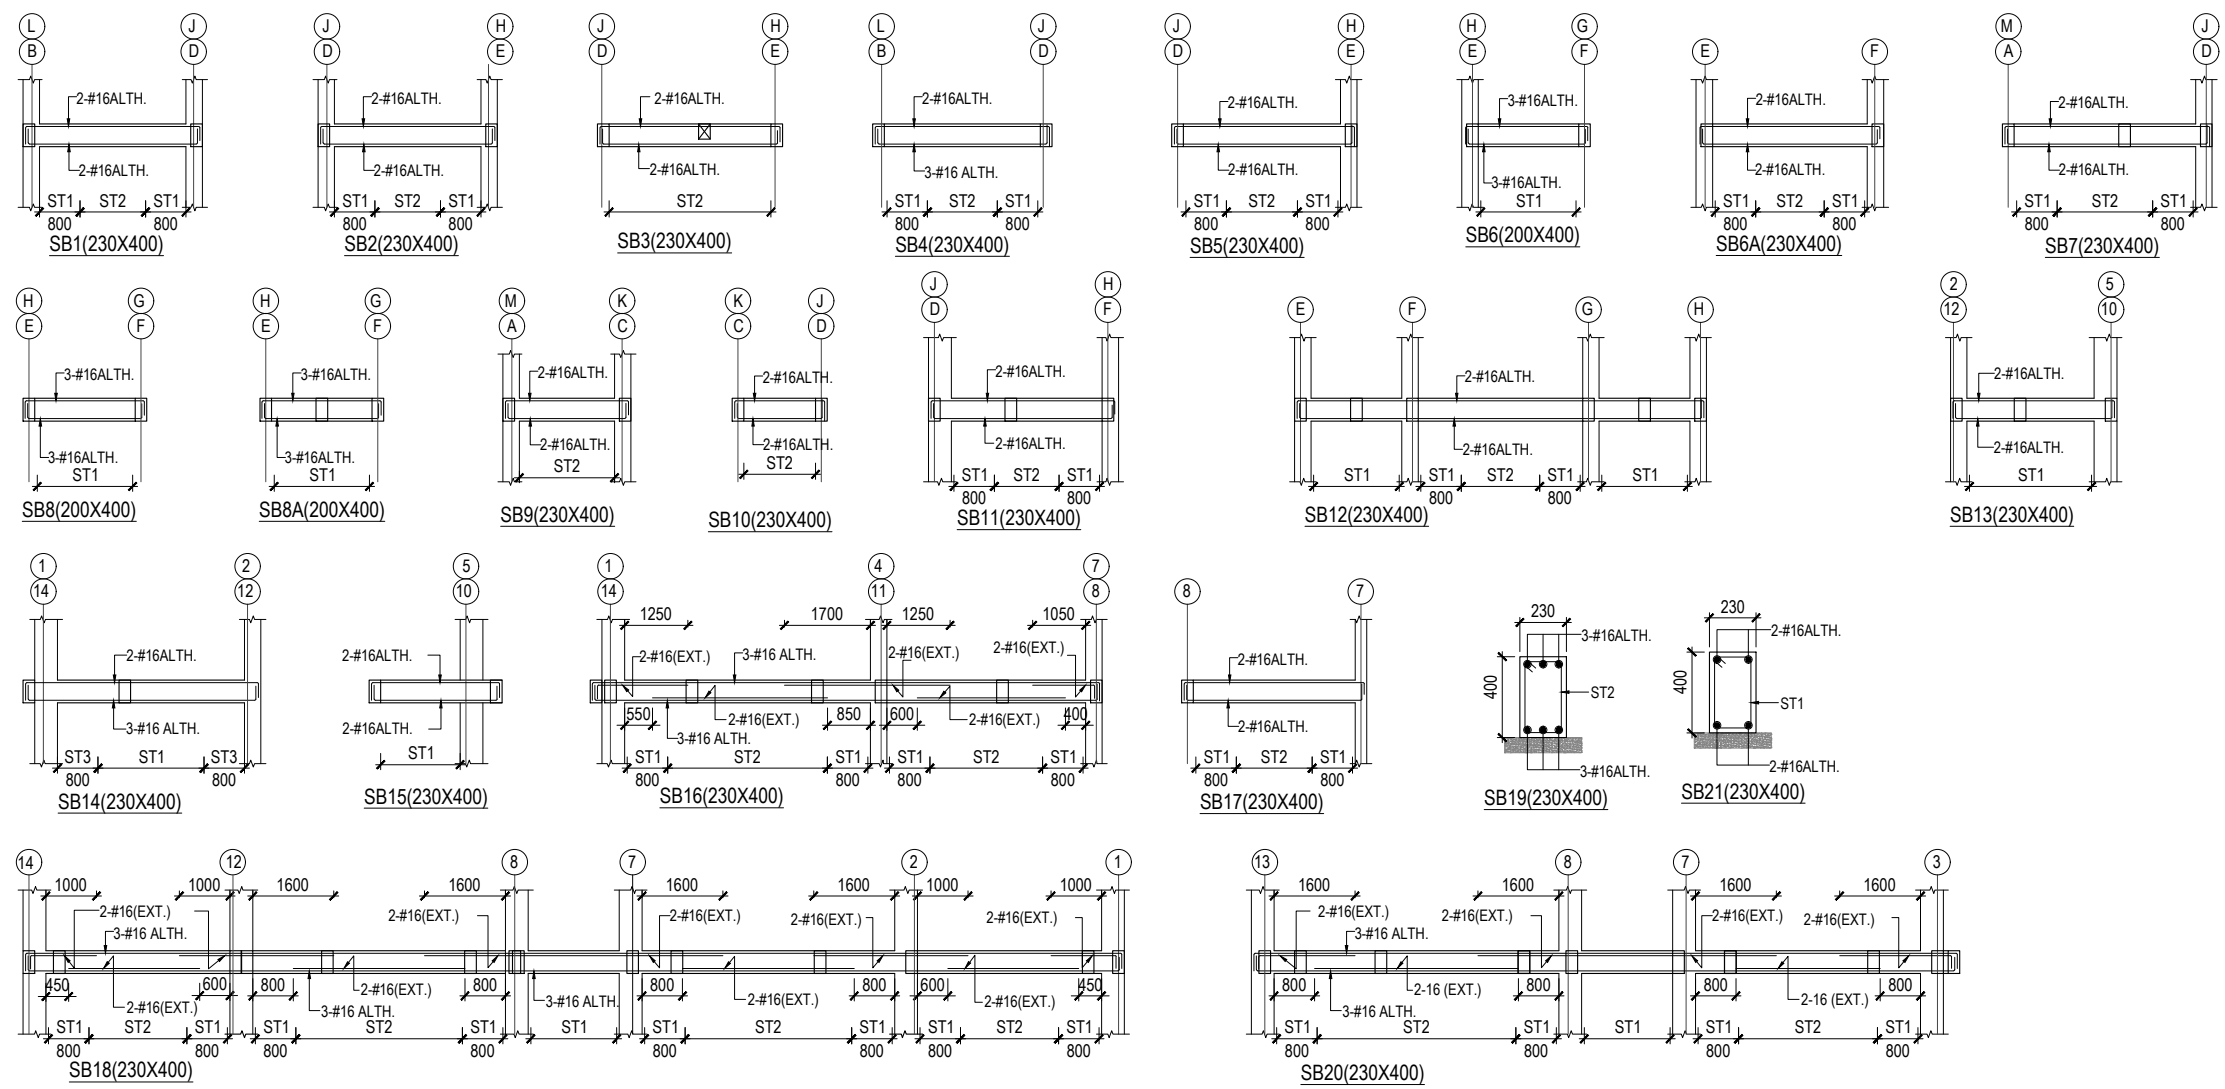 L J
B D
2-#16ALTH.
2-#16ALTH.
ST1 ST2 ST1
800 800
SB1(230X400)
J H
D E
2-#16ALTH.
2-#16ALTH.
ST1 ST2 ST1
800 800
SB2(230X400)
J H
D E
2-#16ALTH.
2-#16ALTH.
ST2
SB3(230X400)
L J
B D
2-#16ALTH.
3-#16 ALTH.
ST1 ST2 ST1
800 800
SB4(230X400)
J H
D E
2-#16ALTH.
2-#16ALTH.
ST1 ST2 ST1
800 800
SB5(230X400)
H G
E F
3-#16ALTH.
3-#16ALTH.
ST1
SB6(200X400)
E F
2-#16ALTH.
2-#16ALTH.
ST1 ST2 ST1
800 800
SB6A(230X400)
M J
A D
2-#16ALTH.
2-#16ALTH.
ST1 ST2 ST1
800 800
SB7(230X400)
H G
E F
3-#16ALTH.
3-#16ALTH.
ST1
SB8(200X400)
H G
E F
3-#16ALTH.
3-#16ALTH.
ST1
SB8A(200X400)
M K
A C
2-#16ALTH.
2-#16ALTH.
ST2
SB9(230X400)
K J
C D
2-#16ALTH.
2-#16ALTH.
ST2
SB10(230X400)
J H
D F
2-#16ALTH.
2-#16ALTH.
ST1 ST2 ST1
800 800
SB11(230X400)
E F G H
2-#16ALTH.
2-#16ALTH.
ST1 ST1 ST2 ST1 ST1
800 800
SB12(230X400)
2 5
12 10
2-#16ALTH.
2-#16ALTH.
ST1
SB13(230X400)
1 2
14 12
2-#16ALTH.
3-#16 ALTH.
ST3 ST1 ST3
800 800
SB14(230X400)
5
10
2-#16ALTH.
2-#16ALTH.
ST1
SB15(230X400)
1 4 7
14 11 8
1250 1700 1250 1050
2-#16(EXT.) 3-#16 ALTH. 2-#16(EXT.) 2-#16(EXT.)
550 2-#16(EXT.) 850 600 2-#16(EXT.) 400
3-#16 ALTH.
ST1 ST2 ST1 ST1 ST2 ST1
800 800 800 800
SB16(230X400)
8 7
2-#16ALTH.
2-#16ALTH.
ST1 ST2 ST1
800 800
SB17(230X400)
230
3-#16ALTH.
400
ST2
3-#16ALTH.
SB19(230X400)
230
2-#16ALTH.
400
ST1
2-#16ALTH.
SB21(230X400)
14 12 8 7 2 1
1000 1000 1600 1600 1600 1600 1000 1000
2-#16(EXT.) 2-#16(EXT.) 2-#16(EXT.) 2-#16(EXT.) 2-#16(EXT.)
3-#16 ALTH.
450 600 800 800 800 800 600 450
2-#16(EXT.) 2-#16(EXT.) 3-#16 ALTH. 2-#16(EXT.) 2-#16(EXT.)
3-#16 ALTH.
ST1 ST2 ST1 ST1 ST2 ST1 ST1 ST1 ST2 ST1 ST1 ST2 ST1
800 800 800 800 800 800 800 800
SB18(230X400)
13 8 7 3
1600 1600 1600 1600
2-#16(EXT.) 2-#16(EXT.) 2-#16(EXT.) 2-#16(EXT.)
3-#16 ALTH.
800 2-16 (EXT.) 800 800 2-16 (EXT.) 800
3-#16 ALTH.
ST1 ST2 ST1 ST1 ST1 ST2 ST1
800 800 800 800
SB20(230X400)